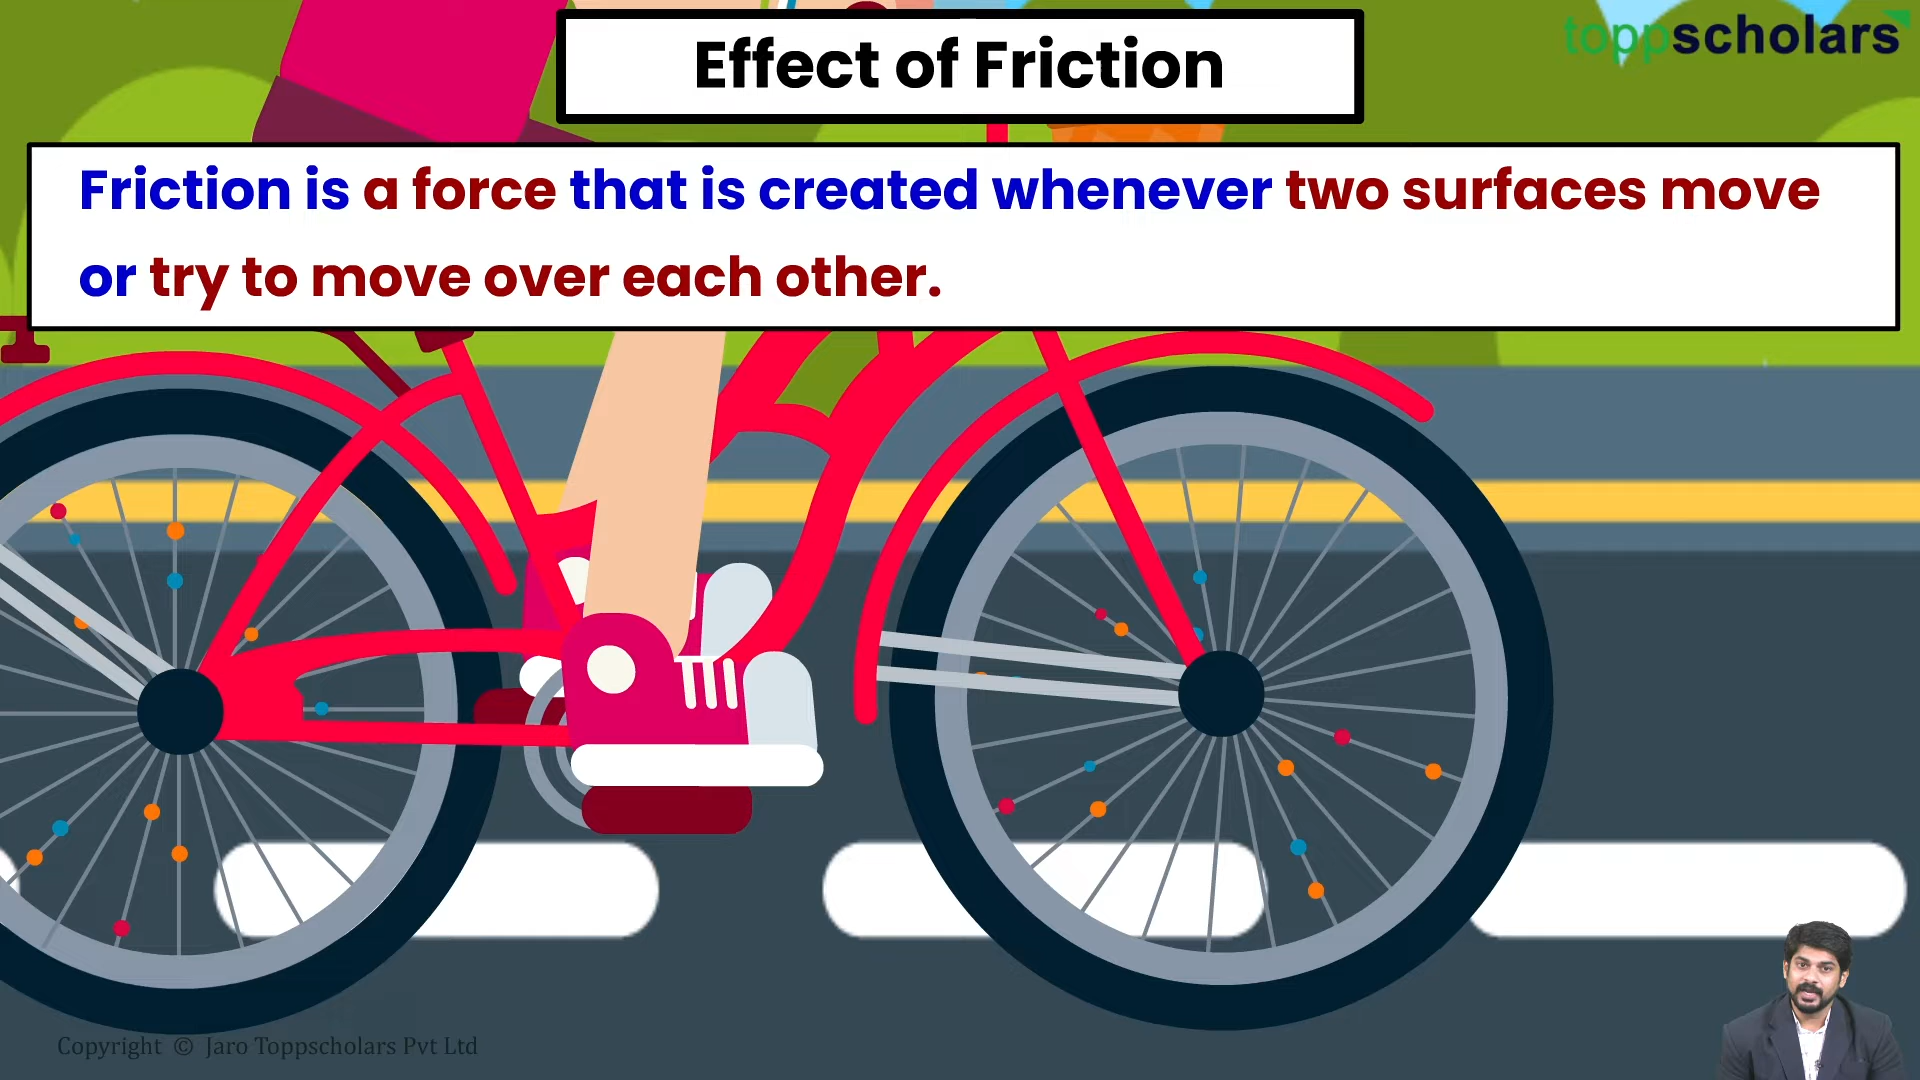 Effect of Friction
toppscholars
Friction is a force that is created whenever two surfaces move
or try to move over each other.
Copyright © Jaro Toppscholars Pvt Ltd